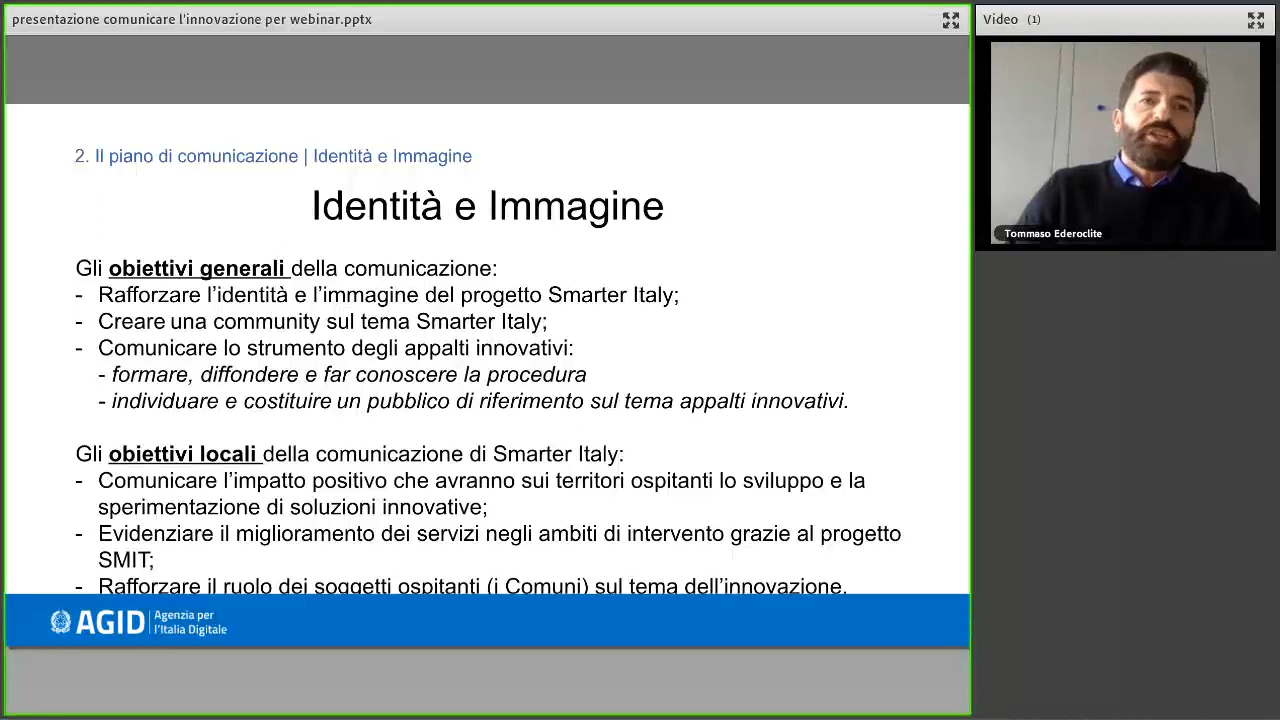 presentazione comunicare l'innovazione per webinar.pptx
Video (1)
Tommaso Ederoclite
2. Il piano di comunicazione | Identità e Immagine
Identità e Immagine
Gli obiettivi generali della comunicazione:
- Rafforzare l’identità e l’immagine del progetto Smarter Italy;
- Creare una community sul tema Smarter Italy;
- Comunicare lo strumento degli appalti innovativi:
- formare, diffondere e far conoscere la procedura
- individuare e costituire un pubblico di riferimento sul tema appalti innovativi.
Gli obiettivi locali della comunicazione di Smarter Italy:
- Comunicare l’impatto positivo che avranno sui territori ospitanti lo sviluppo e la
sperimentazione di soluzioni innovative;
- Evidenziare il miglioramento dei servizi negli ambiti di intervento grazie al progetto
SMIT;
- Rafforzare il ruolo dei soggetti ospitanti (i Comuni) sul tema dell’innovazione.
AGID
Agenzia per
l’Italia Digitale